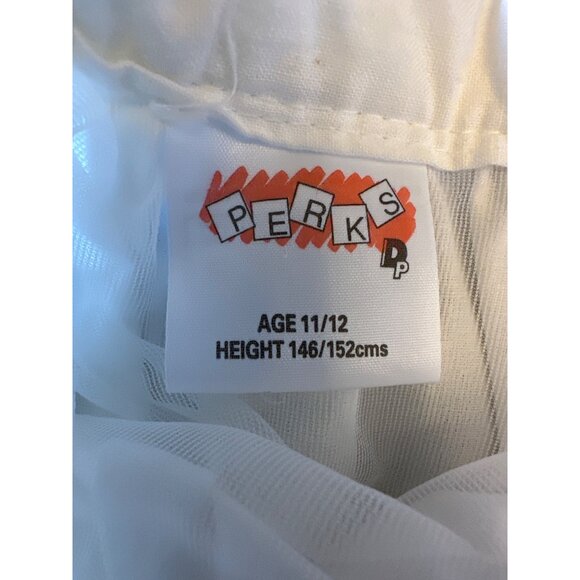 PERKS
DP
AGE 11/12
HEIGHT 146/152cms